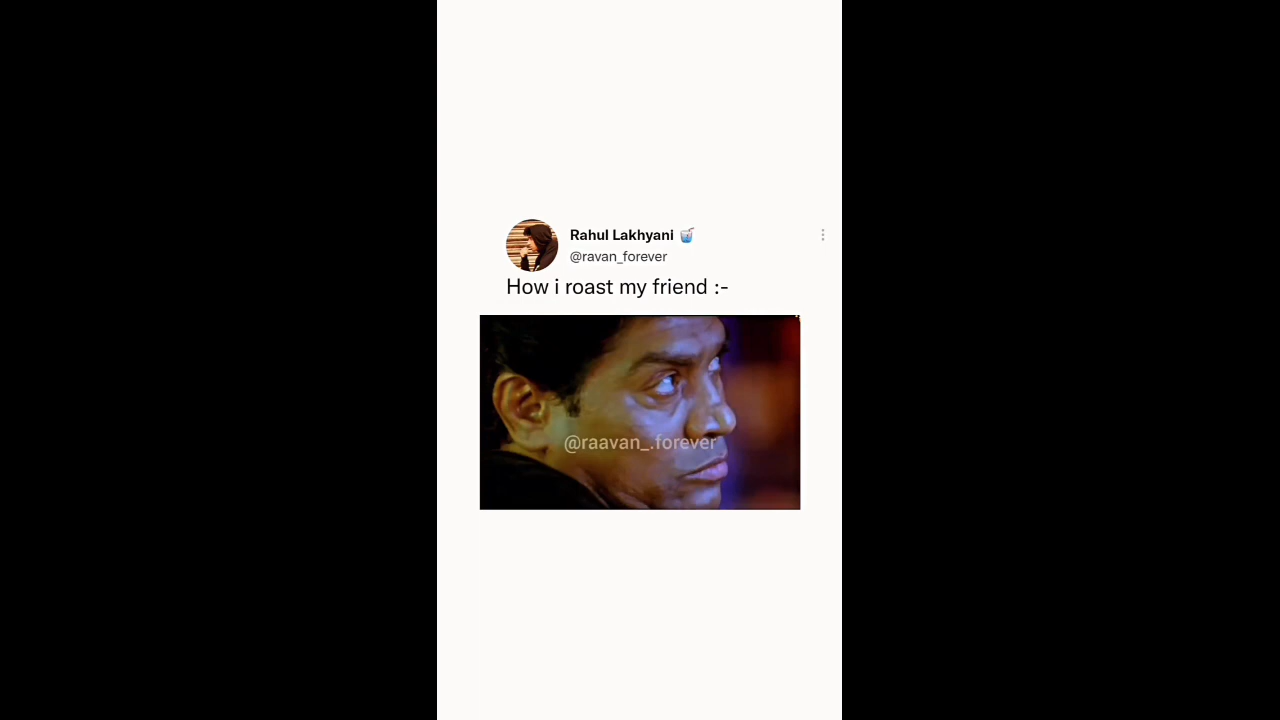 Rahul Lakhyani 🧋
@ravan_forever
How i roast my friend :-
@raavan_.forever